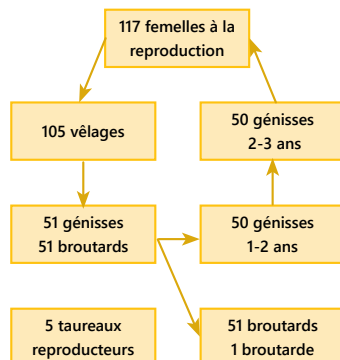 117 femelles à la
reproduction
105 vêlages
50 génisses
2-3 ans
51 génisses
51 broutards
50 génisses
1-2 ans
5 taureaux
reproducteurs
51 broutards
1 broutarde